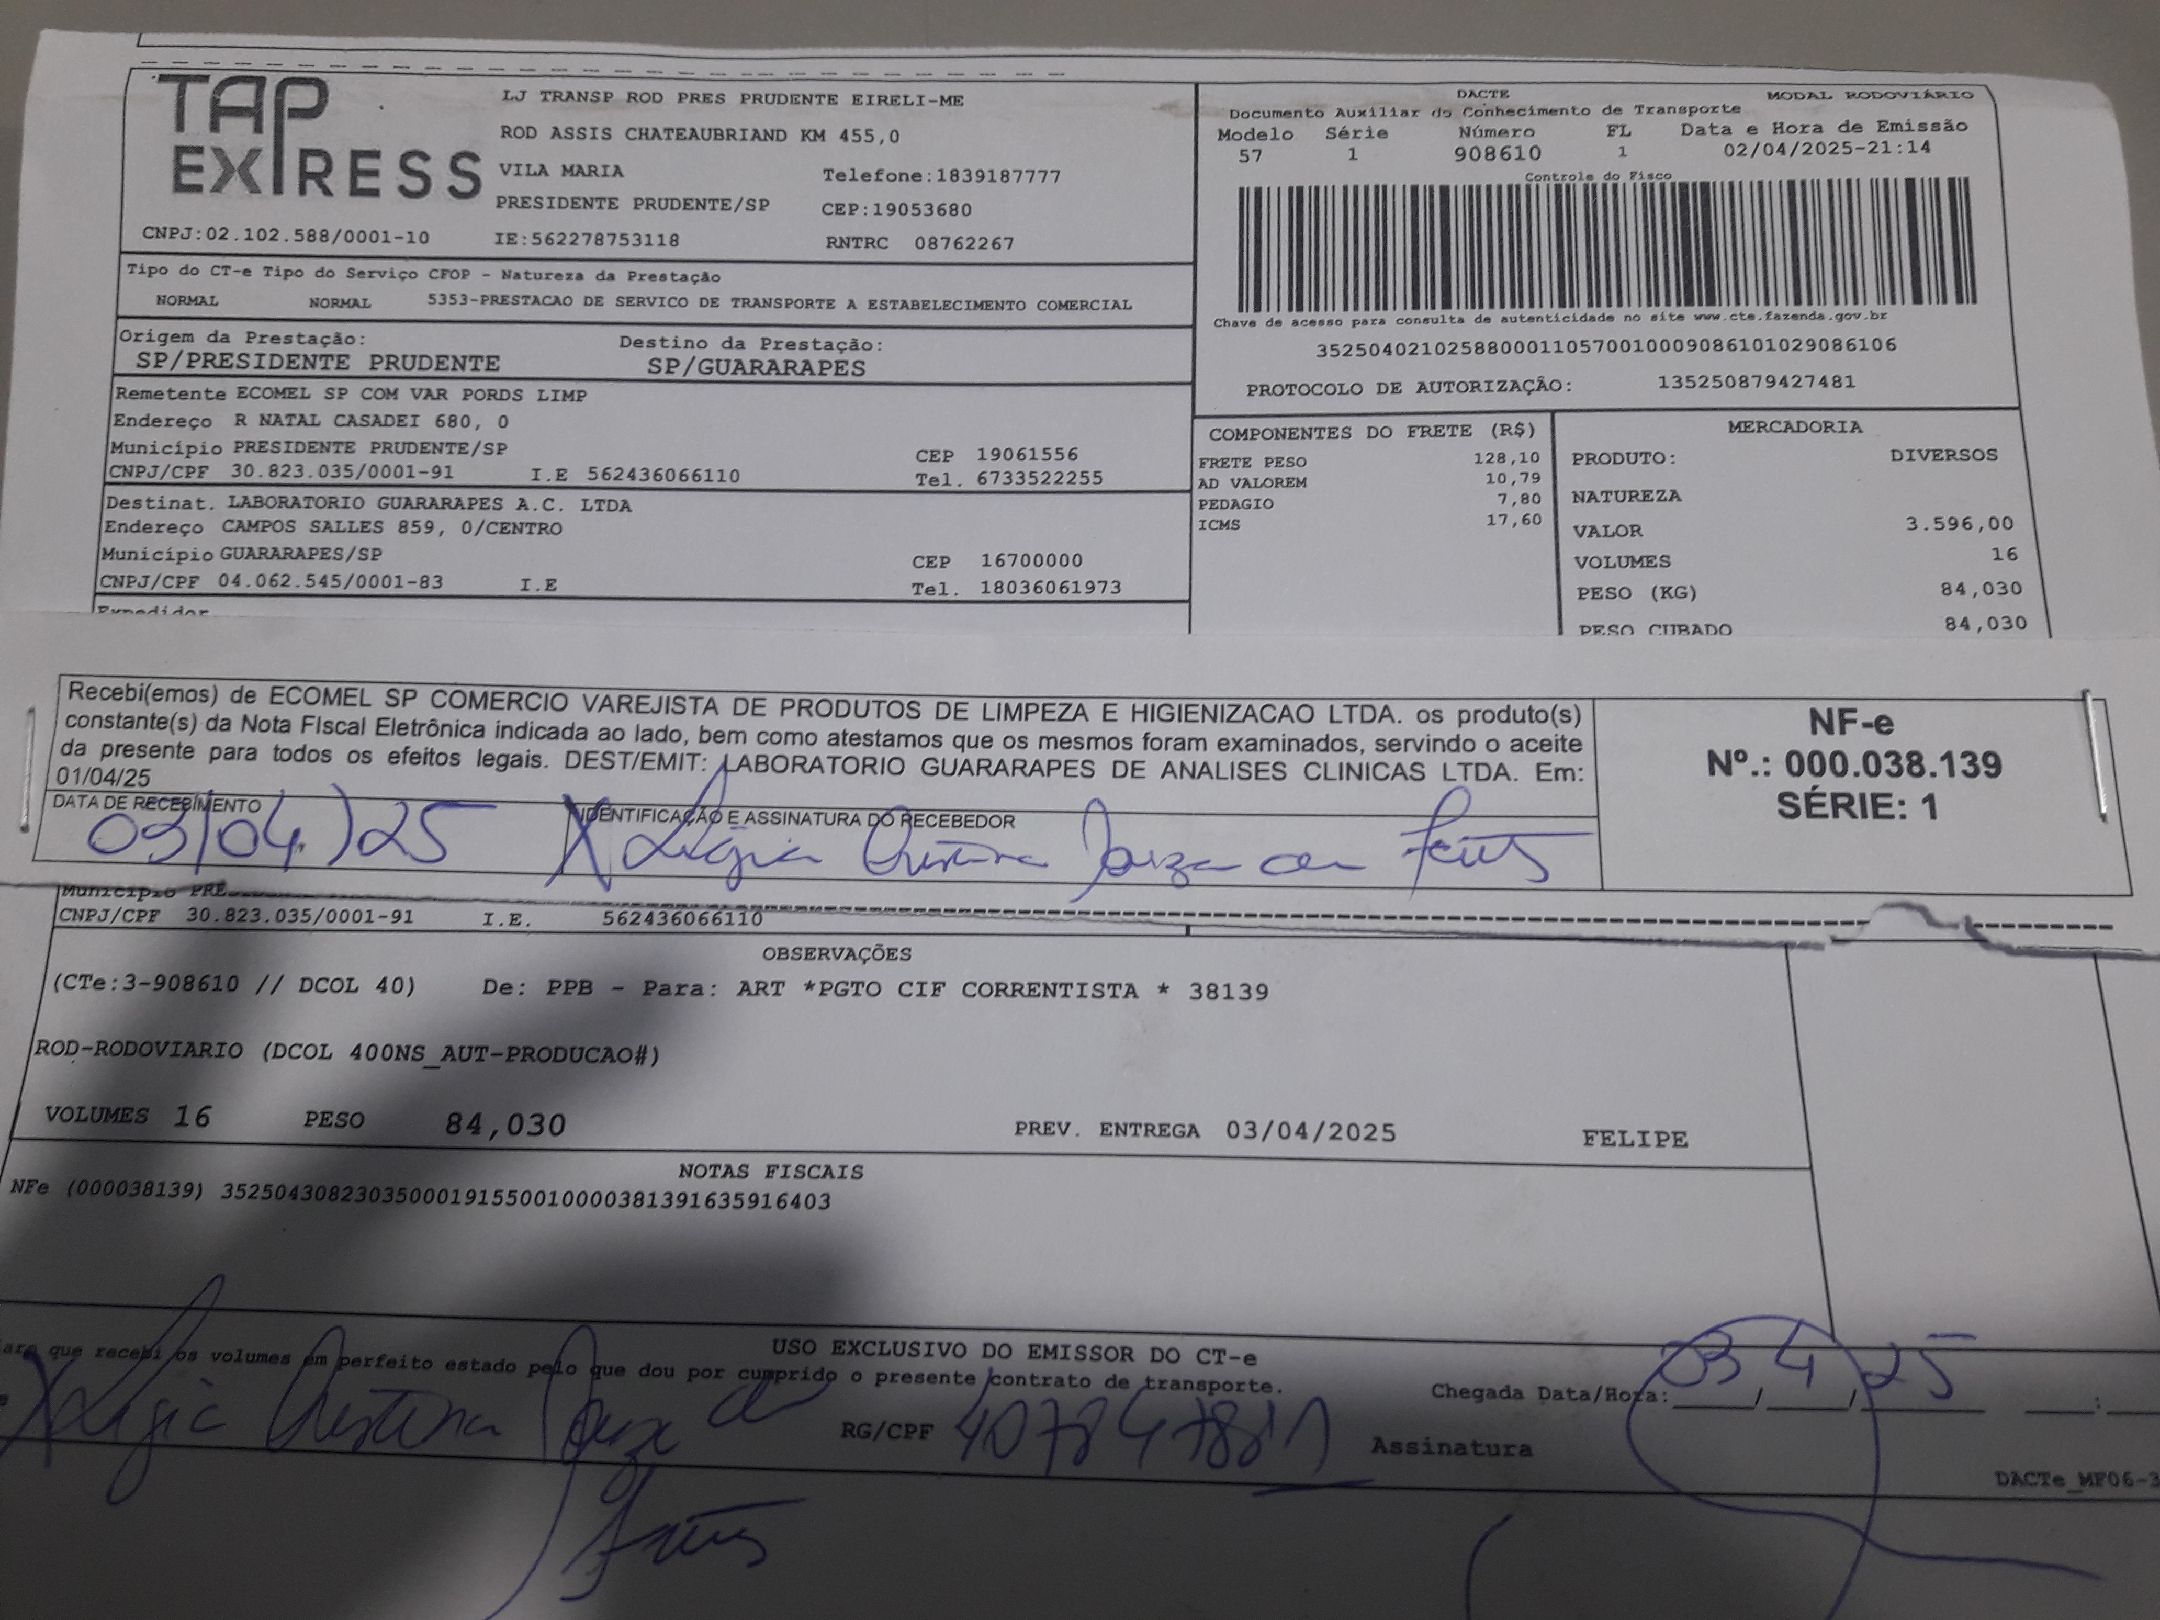 TAP EXPRESS
LJ TRANSP ROD PRES PRUDENTE EIRELI-ME
ROD ASSIS CHATEAUBRIAND KM 455,0
VILA MARIA Telefone:1839187777
PRESIDENTE PRUDENTE/SP CEP:19053680
CNPJ:02.102.588/0001-10 IE:562278753118 RNTRC 08762267
DACTE MODAL RODOVIÁRIO
Documento Auxiliar do Conhecimento de Transporte
Modelo Série Número FL Data e Hora de Emissão
57 1 908610 1 02/04/2025-21:14
Controle do Fisco
Chave de acesso para consulta de autenticidade no site www.cte.fazenda.gov.br
35250402102588000110570010009086101029086106
PROTOCOLO DE AUTORIZAÇÃO: 135250879427481
Tipo do CT-e Tipo do Serviço CFOP - Natureza da Prestação
NORMAL NORMAL 5353-PRESTACAO DE SERVICO DE TRANSPORTE A ESTABELECIMENTO COMERCIAL
Origem da Prestação: Destino da Prestação:
SP/PRESIDENTE PRUDENTE SP/GUARARAPES
Remetente ECOMEL SP COM VAR PORDS LIMP
Endereço R NATAL CASADEI 680, 0
Município PRESIDENTE PRUDENTE/SP CEP 19061556
CNPJ/CPF 30.823.035/0001-91 I.E 562436066110 Tel. 6733522255
Destinat. LABORATORIO GUARARAPES A.C. LTDA
Endereço CAMPOS SALLES 859, 0/CENTRO
Município GUARARAPES/SP CEP 16700000
CNPJ/CPF 04.062.545/0001-83 I.E Tel. 18036061973
Expedidor
COMPONENTES DO FRETE (R$)
FRETE PESO 128,10
AD VALOREM 10,79
PEDAGIO 7,80
ICMS 17,60
MERCADORIA
PRODUTO: DIVERSOS
NATUREZA
VALOR 3.596,00
VOLUMES 16
PESO (KG) 84,030
PESO CUBADO 84,030
Recebi(emos) de ECOMEL SP COMERCIO VAREJISTA DE PRODUTOS DE LIMPEZA E HIGIENIZACAO LTDA. os produto(s)
constante(s) da Nota FIscal Eletrônica indicada ao lado, bem como atestamos que os mesmos foram examinados, servindo o aceite
da presente para todos os efeitos legais. DEST/EMIT: LABORATORIO GUARARAPES DE ANALISES CLINICAS LTDA. Em:
01/04/25
NF-e
Nº.: 000.038.139
SÉRIE: 1
DATA DE RECEBIMENTO IDENTIFICAÇÃO E ASSINATURA DO RECEBEDOR
03/04/25 X Lígia Cristina Souza
Município PRE
CNPJ/CPF 30.823.035/0001-91 I.E. 562436066110
OBSERVAÇÕES
(CTe:3-908610 // DCOL 40) De: PPB - Para: ART *PGTO CIF CORRENTISTA * 38139
ROD-RODOVIARIO (DCOL 400NS_AUT-PRODUCAO#)
VOLUMES 16 PESO 84,030 PREV. ENTREGA 03/04/2025 FELIPE
NOTAS FISCAIS
NFe (000038139) 35250430823035000191550010000381391635916403
USO EXCLUSIVO DO EMISSOR DO CT-e
que recebi os volumes em perfeito estado pelo que dou por cumprido o presente contrato de transporte.
Chegada Data/Hora: 03/4/25 :
X Lígia Cristina Souza RG/CPF Assinatura
DACTe_MF06-3